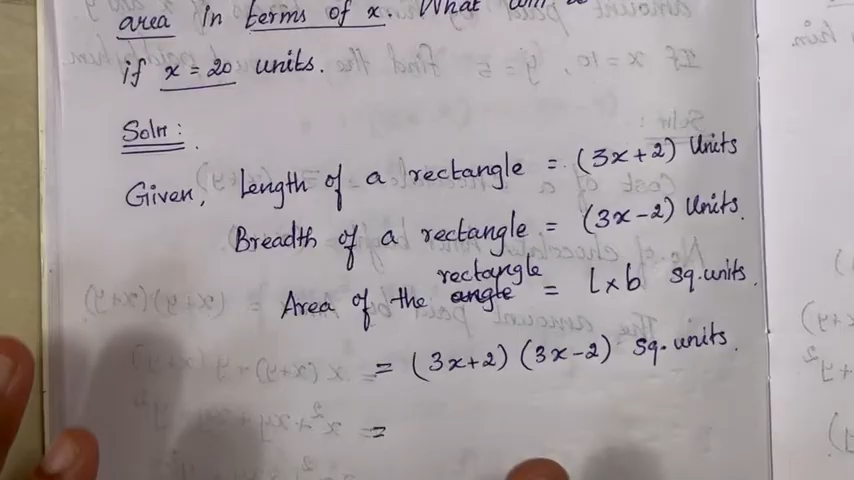 area in terms of x. What will
if x = 20 units.
Soln:
Given, Length of a rectangle = (3x+2) Units
Breadth of a rectangle = (3x-2) Units.
rectangle
Area of the angle = l×b sq.units.
= (3x+2) (3x-2) sq.units.
=